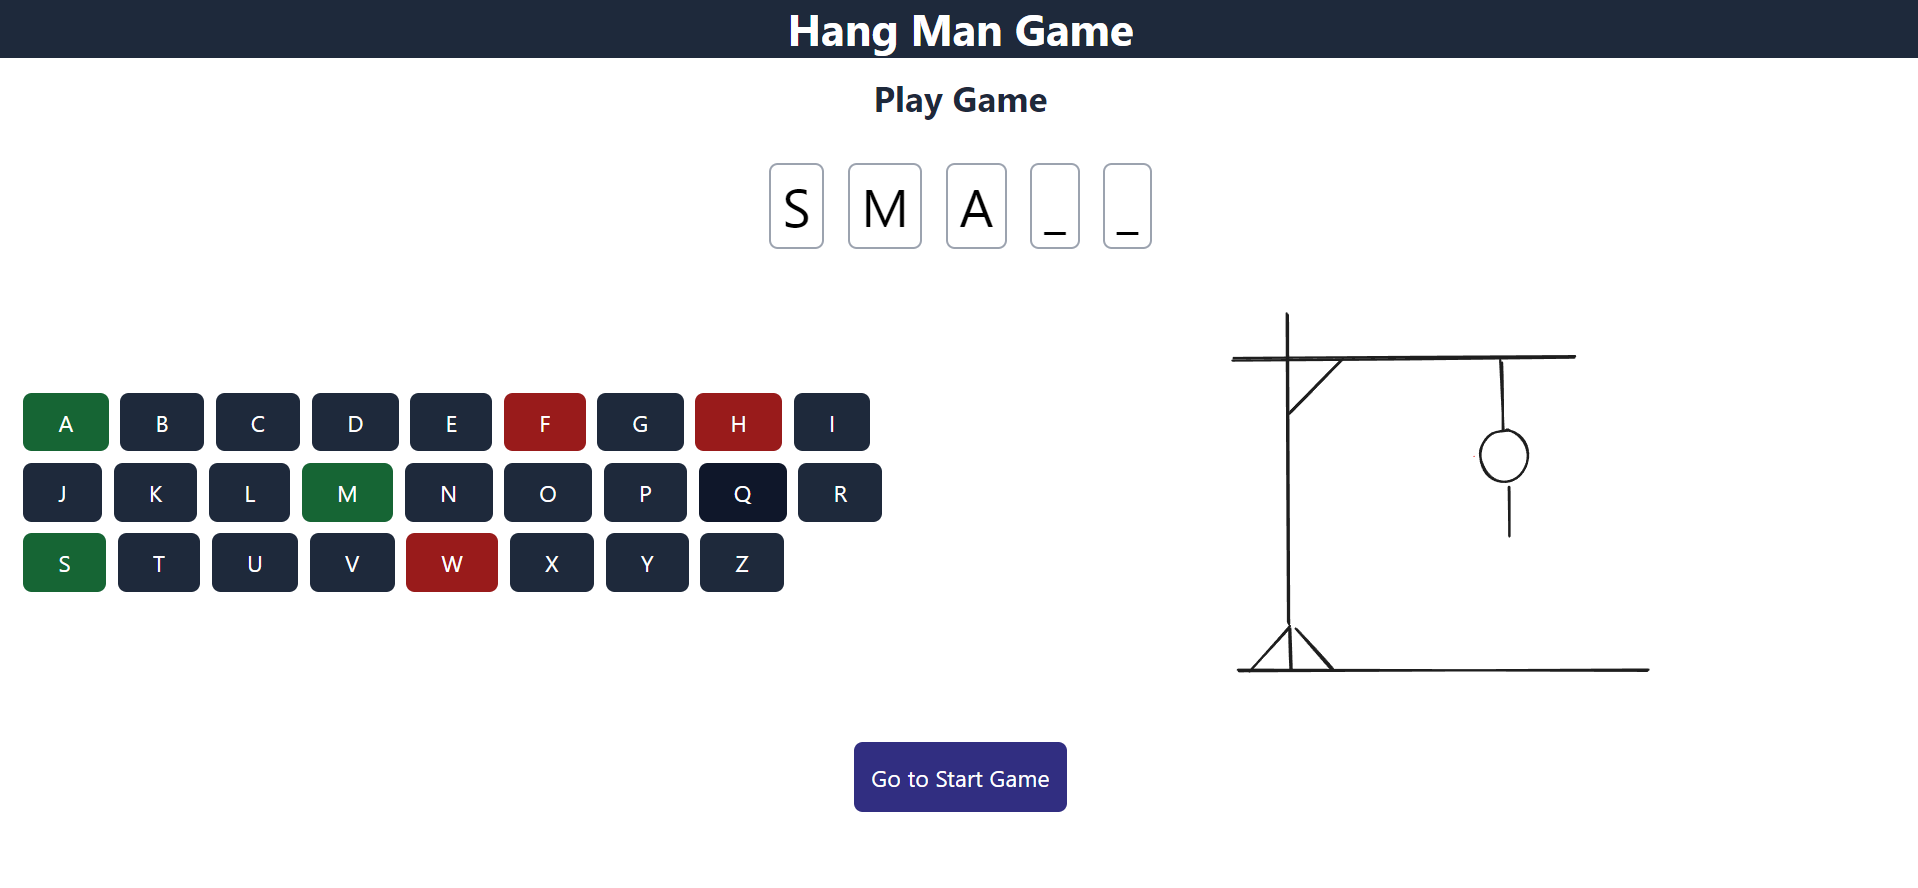 Hang Man Game
Play Game
S M A _ _
A B C D E F G H I
J K L M N O P Q R
S T U V W X Y Z
Go to Start Game